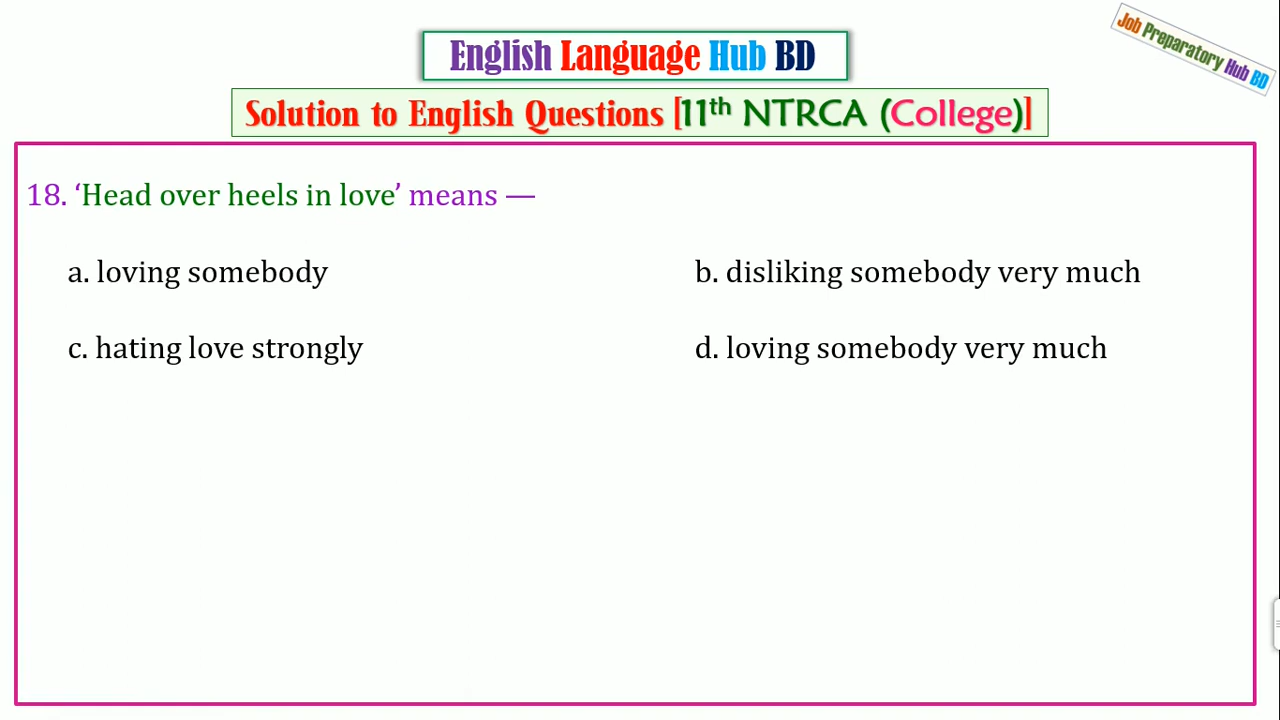 Job Preparatory Hub BD
English Language Hub BD
Solution to English Questions [11th NTRCA (College)]
18. ‘Head over heels in love’ means —
a. loving somebody
b. disliking somebody very much
c. hating love strongly
d. loving somebody very much